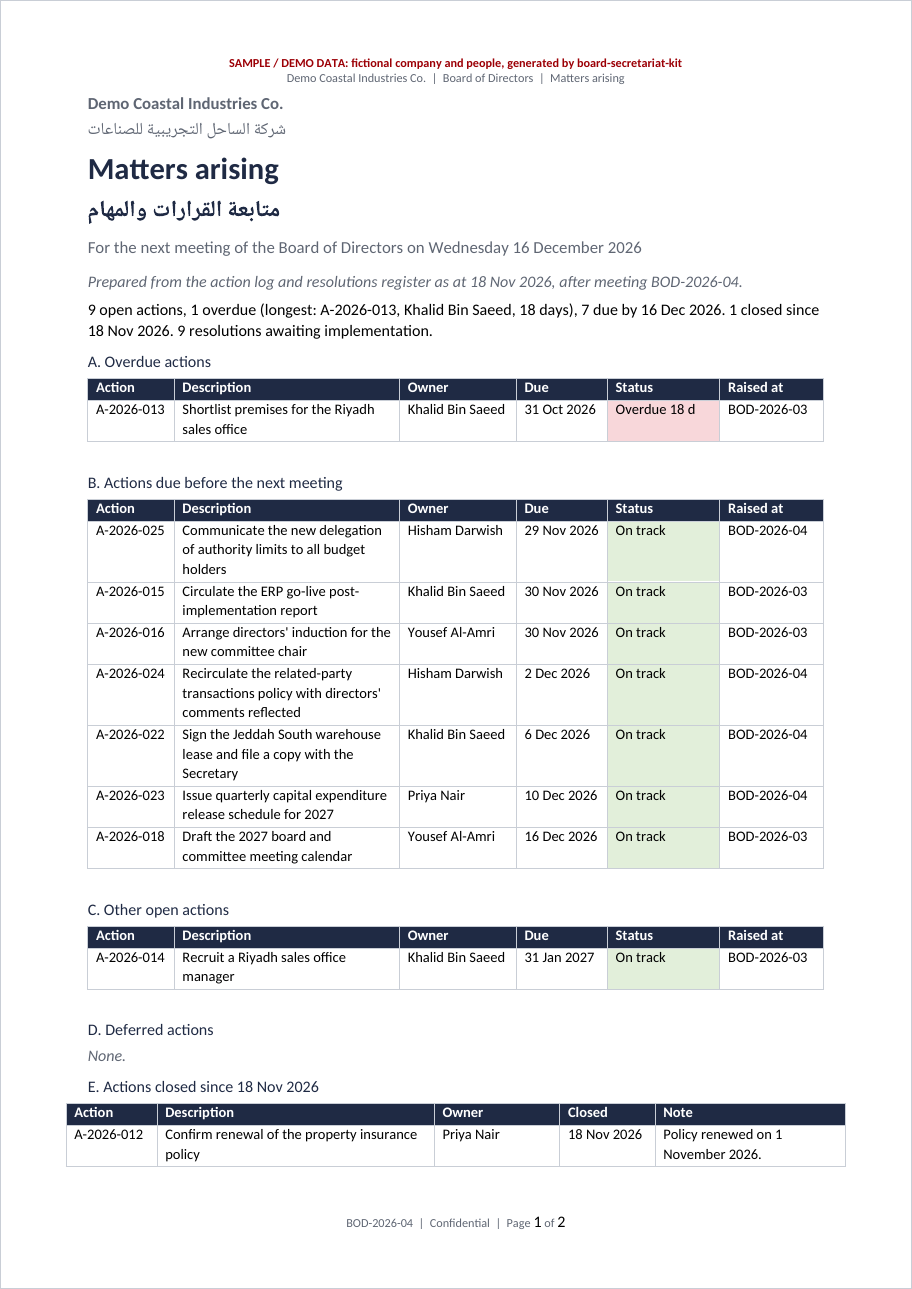 SAMPLE / DEMO DATA: fictional company and people, generated by board-secretariat-kit
Demo Coastal Industries Co. | Board of Directors | Matters arising
Demo Coastal Industries Co.
شركة الساحل التجريبية للصناعات
Matters arising
متابعة القرارات والمهام
For the next meeting of the Board of Directors on Wednesday 16 December 2026
Prepared from the action log and resolutions register as at 18 Nov 2026, after meeting BOD-2026-04.
9 open actions, 1 overdue (longest: A-2026-013, Khalid Bin Saeed, 18 days), 7 due by 16 Dec 2026. 1 closed since
18 Nov 2026. 9 resolutions awaiting implementation.
A. Overdue actions
Action Description Owner Due Status Raised at
A-2026-013 Shortlist premises for the Riyadh Khalid Bin Saeed 31 Oct 2026 Overdue 18 d BOD-2026-03
sales office
B. Actions due before the next meeting
Action Description Owner Due Status Raised at
A-2026-025 Communicate the new delegation Hisham Darwish 29 Nov 2026 On track BOD-2026-04
of authority limits to all budget
holders
A-2026-015 Circulate the ERP go-live post- Khalid Bin Saeed 30 Nov 2026 On track BOD-2026-03
implementation report
A-2026-016 Arrange directors' induction for the Yousef Al-Amri 30 Nov 2026 On track BOD-2026-03
new committee chair
A-2026-024 Recirculate the related-party Hisham Darwish 2 Dec 2026 On track BOD-2026-04
transactions policy with directors'
comments reflected
A-2026-022 Sign the Jeddah South warehouse Khalid Bin Saeed 6 Dec 2026 On track BOD-2026-04
lease and file a copy with the
Secretary
A-2026-023 Issue quarterly capital expenditure Priya Nair 10 Dec 2026 On track BOD-2026-04
release schedule for 2027
A-2026-018 Draft the 2027 board and Yousef Al-Amri 16 Dec 2026 On track BOD-2026-03
committee meeting calendar
C. Other open actions
Action Description Owner Due Status Raised at
A-2026-014 Recruit a Riyadh sales office Khalid Bin Saeed 31 Jan 2027 On track BOD-2026-03
manager
D. Deferred actions
None.
E. Actions closed since 18 Nov 2026
Action Description Owner Closed Note
A-2026-012 Confirm renewal of the property insurance Priya Nair 18 Nov 2026 Policy renewed on 1
policy November 2026.
BOD-2026-04 | Confidential | Page 1 of 2